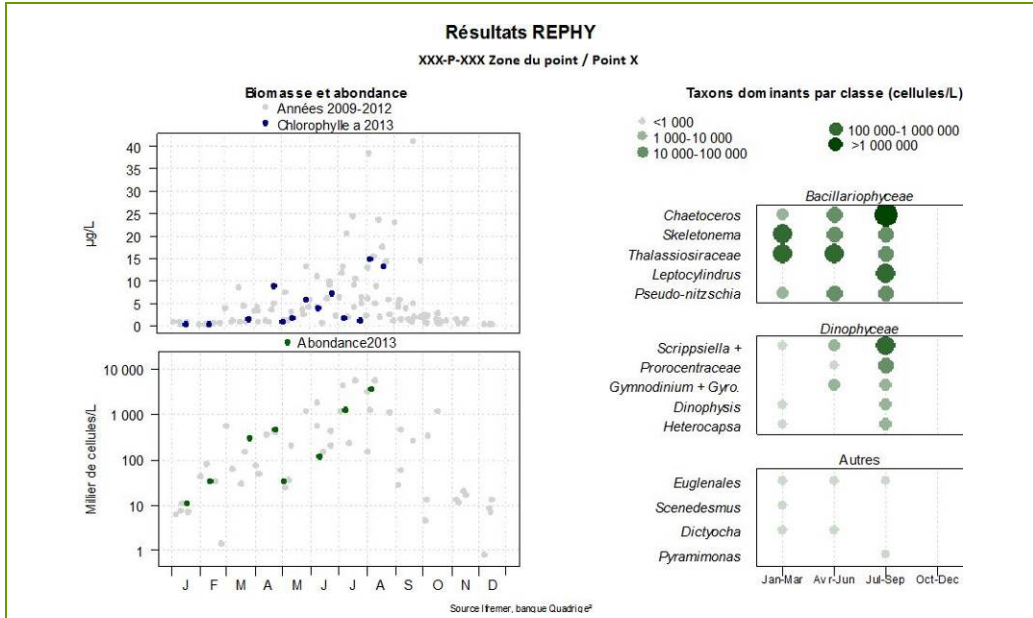 Résultats REPHY
XXX-P-XXX Zone du point / Point X
Biomasse et abondance
Années 2009-2012
Chlorophylle a 2013
µg/L
40
35
30
25
20
15
10
5
0
Abondance2013
Millier de cellules/L
10 000
1 000
100
10
1
J F M A M J J A S O N D
Taxons dominants par classe (cellules/L)
<1 000
1 000-10 000
10 000-100 000
100 000-1 000 000
>1 000 000
Bacillariophyceae
Chaetoceros
Skeletonema
Thalassiosiraceae
Leptocylindrus
Pseudo-nitzschia
Dinophyceae
Scrippsiella +
Prorocentraceae
Gymnodinium + Gyro.
Dinophysis
Heterocapsa
Autres
Euglenales
Scenedesmus
Dictyocha
Pyramimonas
Jan-Mar Avr-Jun Jul-Sep Oct-Dec
Source Ifremer, banque Quadrige²